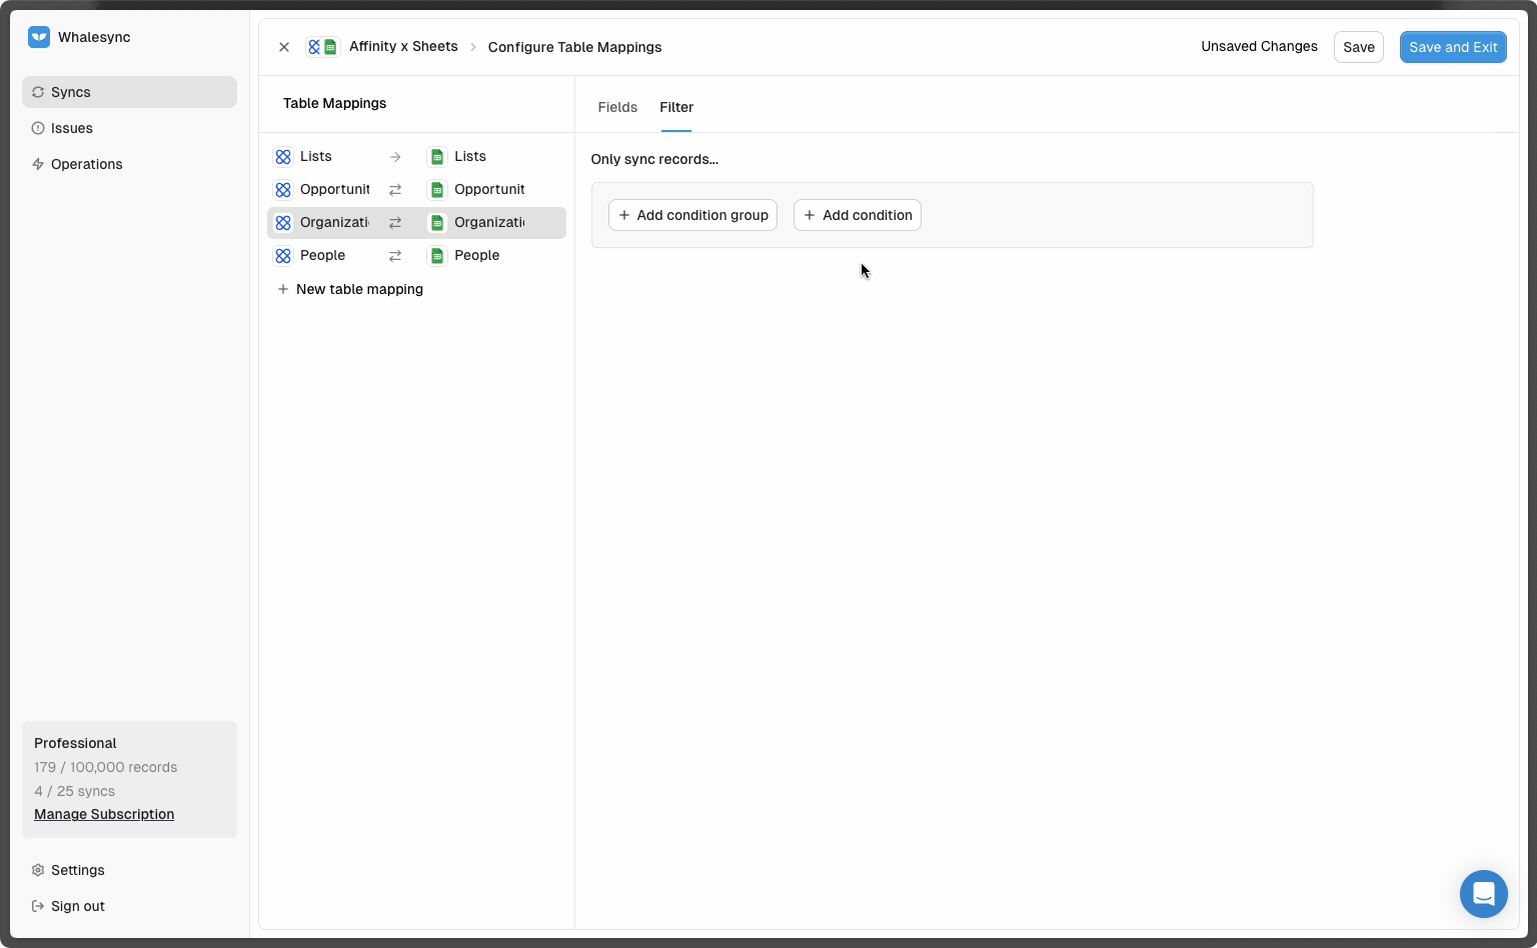 Whalesync
Syncs
Issues
Operations
Professional
179 / 100,000 records
4 / 25 syncs
Manage Subscription
Settings
Sign out
Affinity x Sheets
Configure Table Mappings
Unsaved Changes
Save
Save and Exit
Table Mappings
Lists Lists
Opportunit Opportunit
Organizati Organizati
People People
New table mapping
Fields
Filter
Only sync records...
Add condition group
Add condition